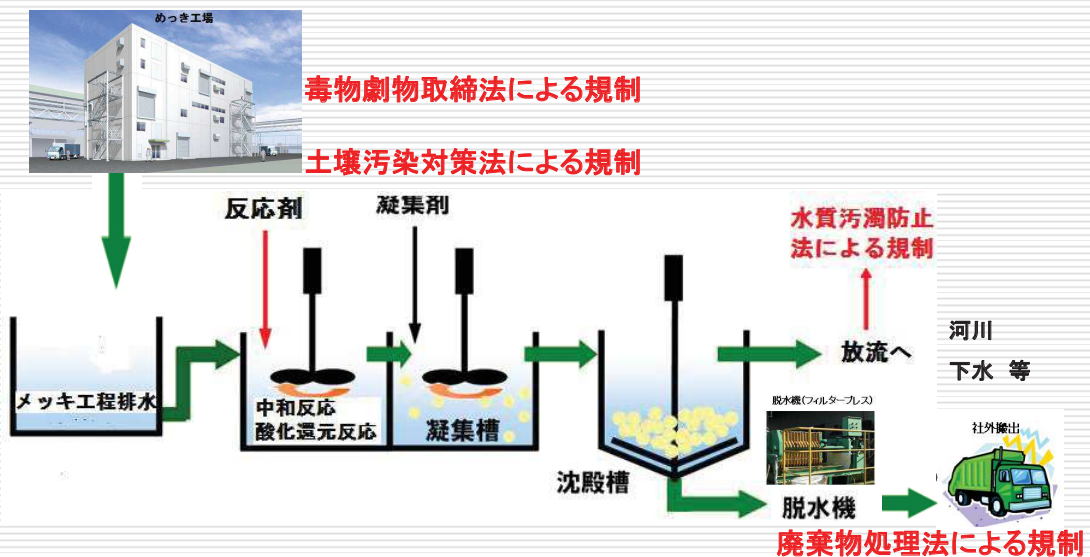 めっき工場
毒物劇物取締法による規制
土壌汚染対策法による規制
反応剤
凝集剤
水質汚濁防止
法による規制
メッキ工程排水
中和反応
酸化還元反応
凝集槽
放流へ
河川
下水 等
沈殿槽
脱水機(フィルタープレス)
脱水機
社外搬出
廃棄物処理法による規制